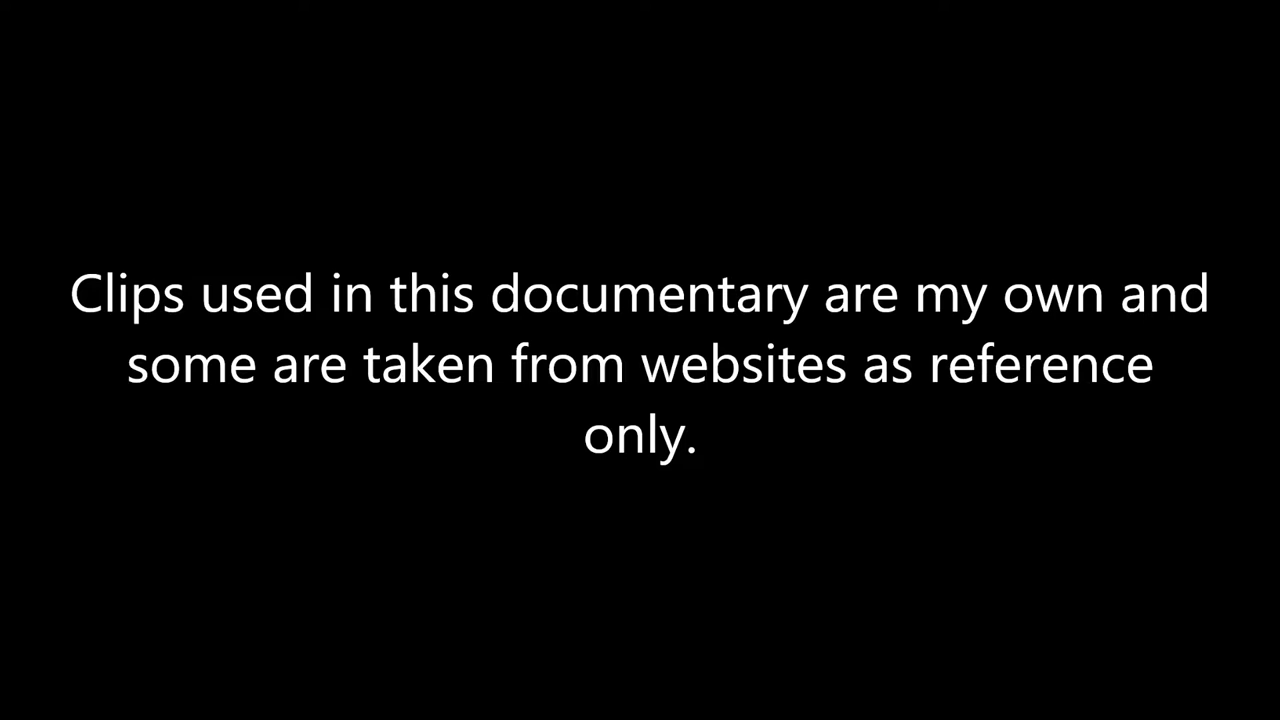 Clips used in this documentary are my own and
some are taken from websites as reference
only.